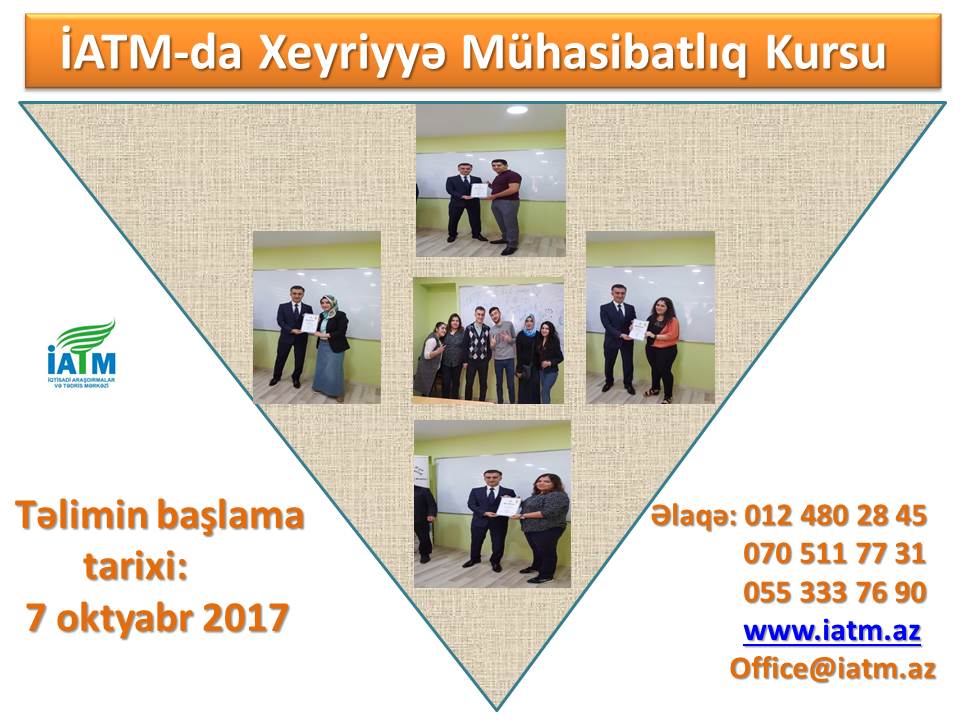 İATM-da Xeyriyyə Mühasibatlıq Kursu
İATM
İQTİSADİ ARAŞDIRMALAR
VƏ TƏDRİS MƏRKƏZİ
Təlimin başlama
tarixi:
7 oktyabr 2017
Əlaqə: 012 480 28 45
070 511 77 31
055 333 76 90
www.iatm.az
Office@iatm.az